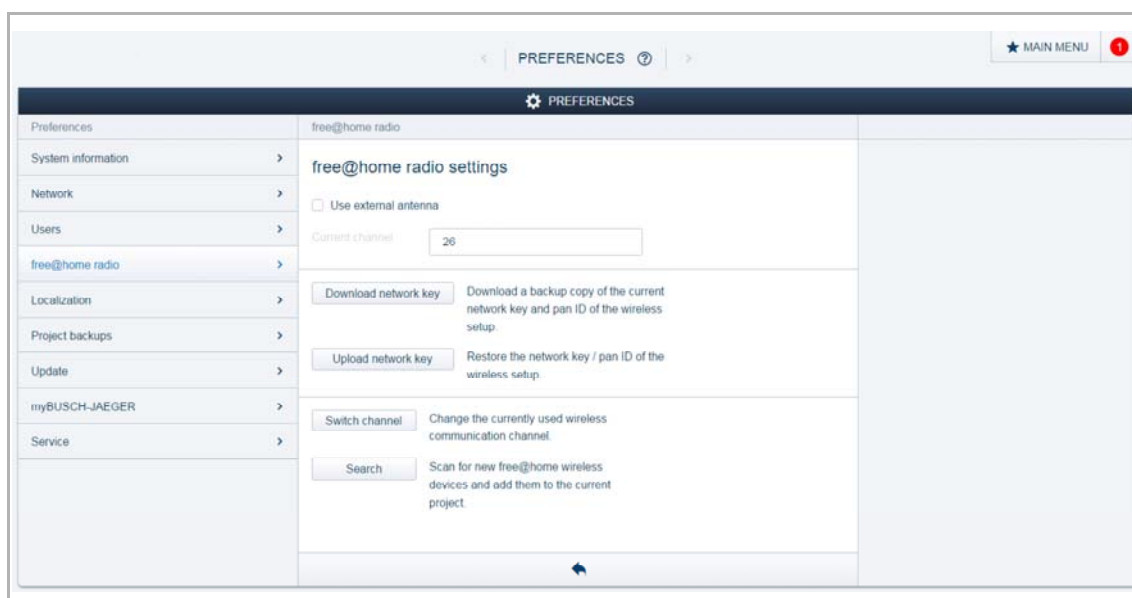 PREFERENCES
MAIN MENU
1
PREFERENCES
Preferences
free@home radio
System information
Network
Users
free@home radio
Localization
Project backups
Update
myBUSCH-JAEGER
Service
free@home radio settings
Use external antenna
Current channel 26
Download network key
Download a backup copy of the current
network key and pan ID of the wireless
setup.
Upload network key
Restore the network key / pan ID of the
wireless setup.
Switch channel
Change the currently used wireless
communication channel.
Search
Scan for new free@home wireless
devices and add them to the current
project.